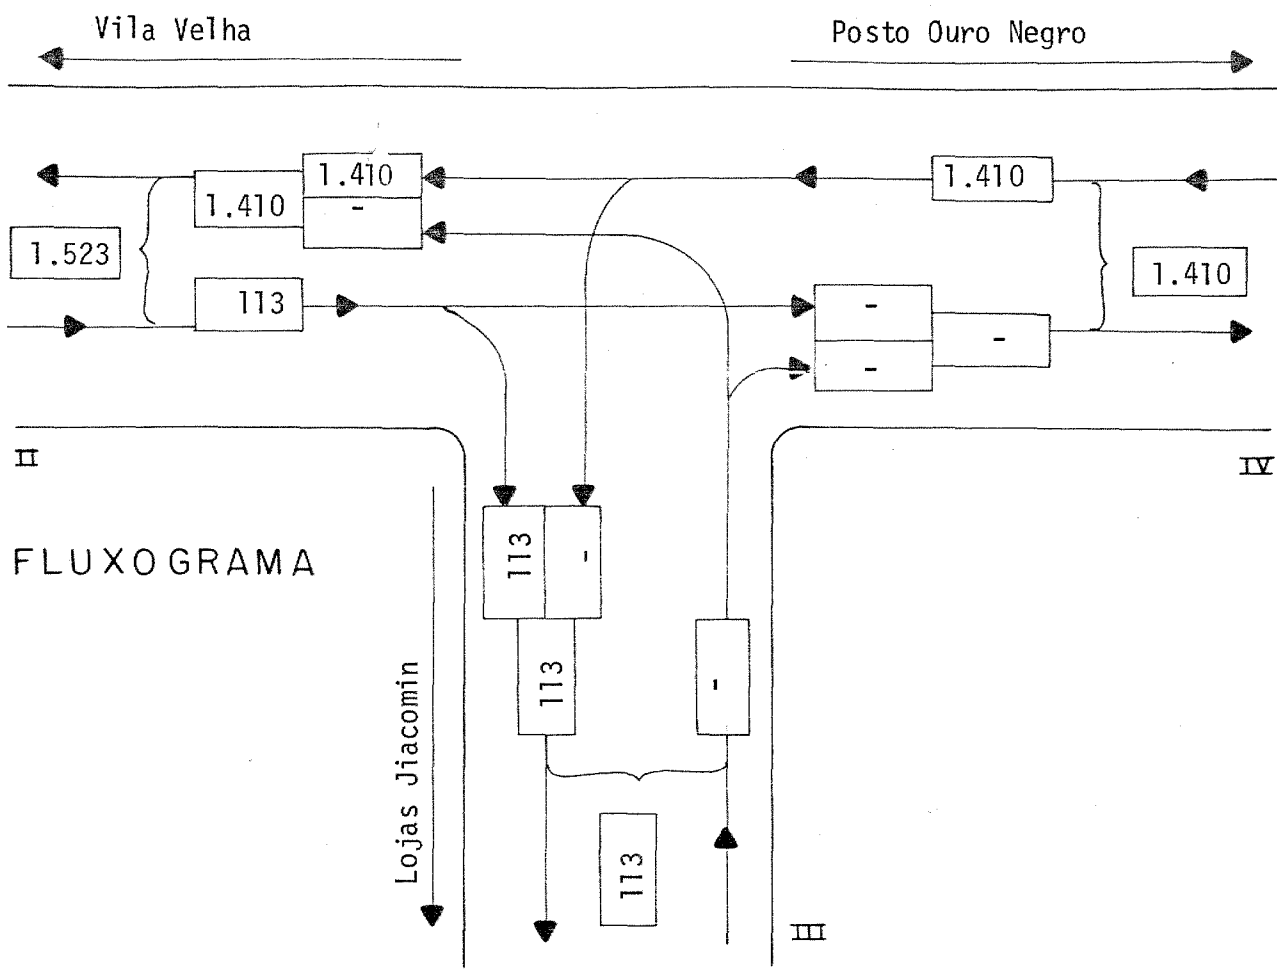 Vila Velha
Posto Ouro Negro
1.410
1.410
1.410
-
1.523
1.410
113
-
-
-
II
IV
FLUXOGRAMA
113
-
113
-
Lojas Jiacomin
113
III